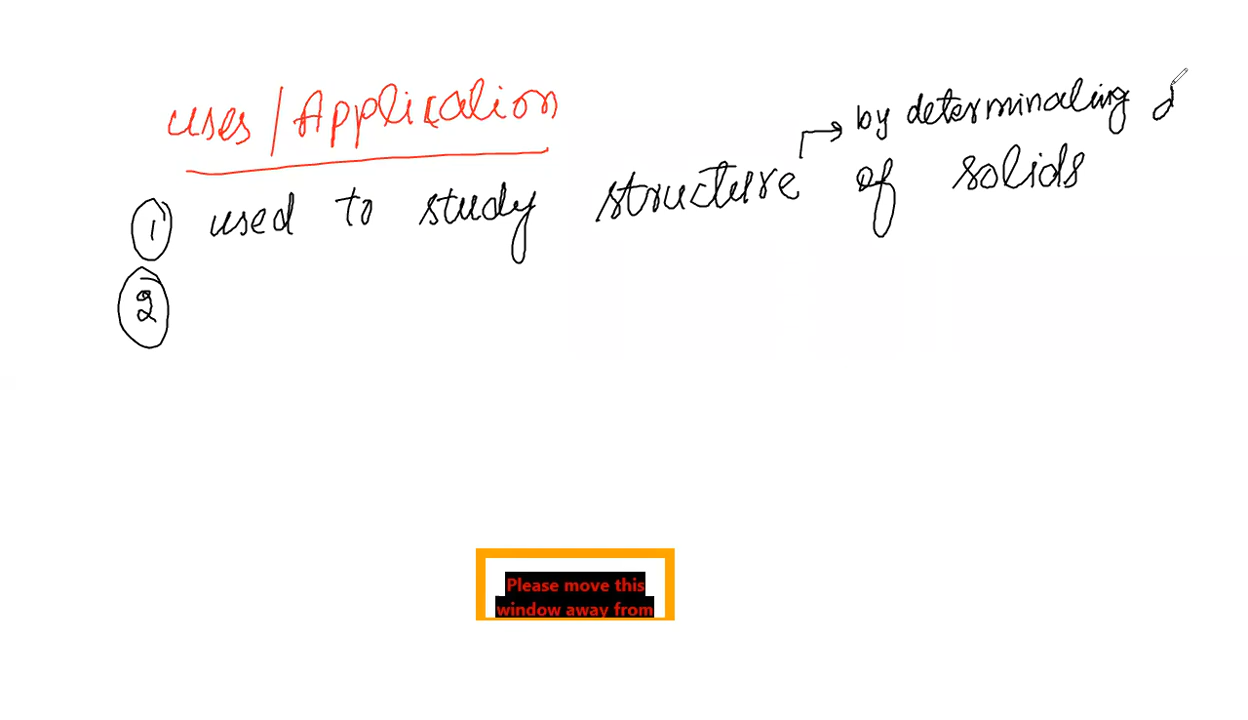 uses/Application
by determinating
① used to study structure of solids
②
Please move this
window away from